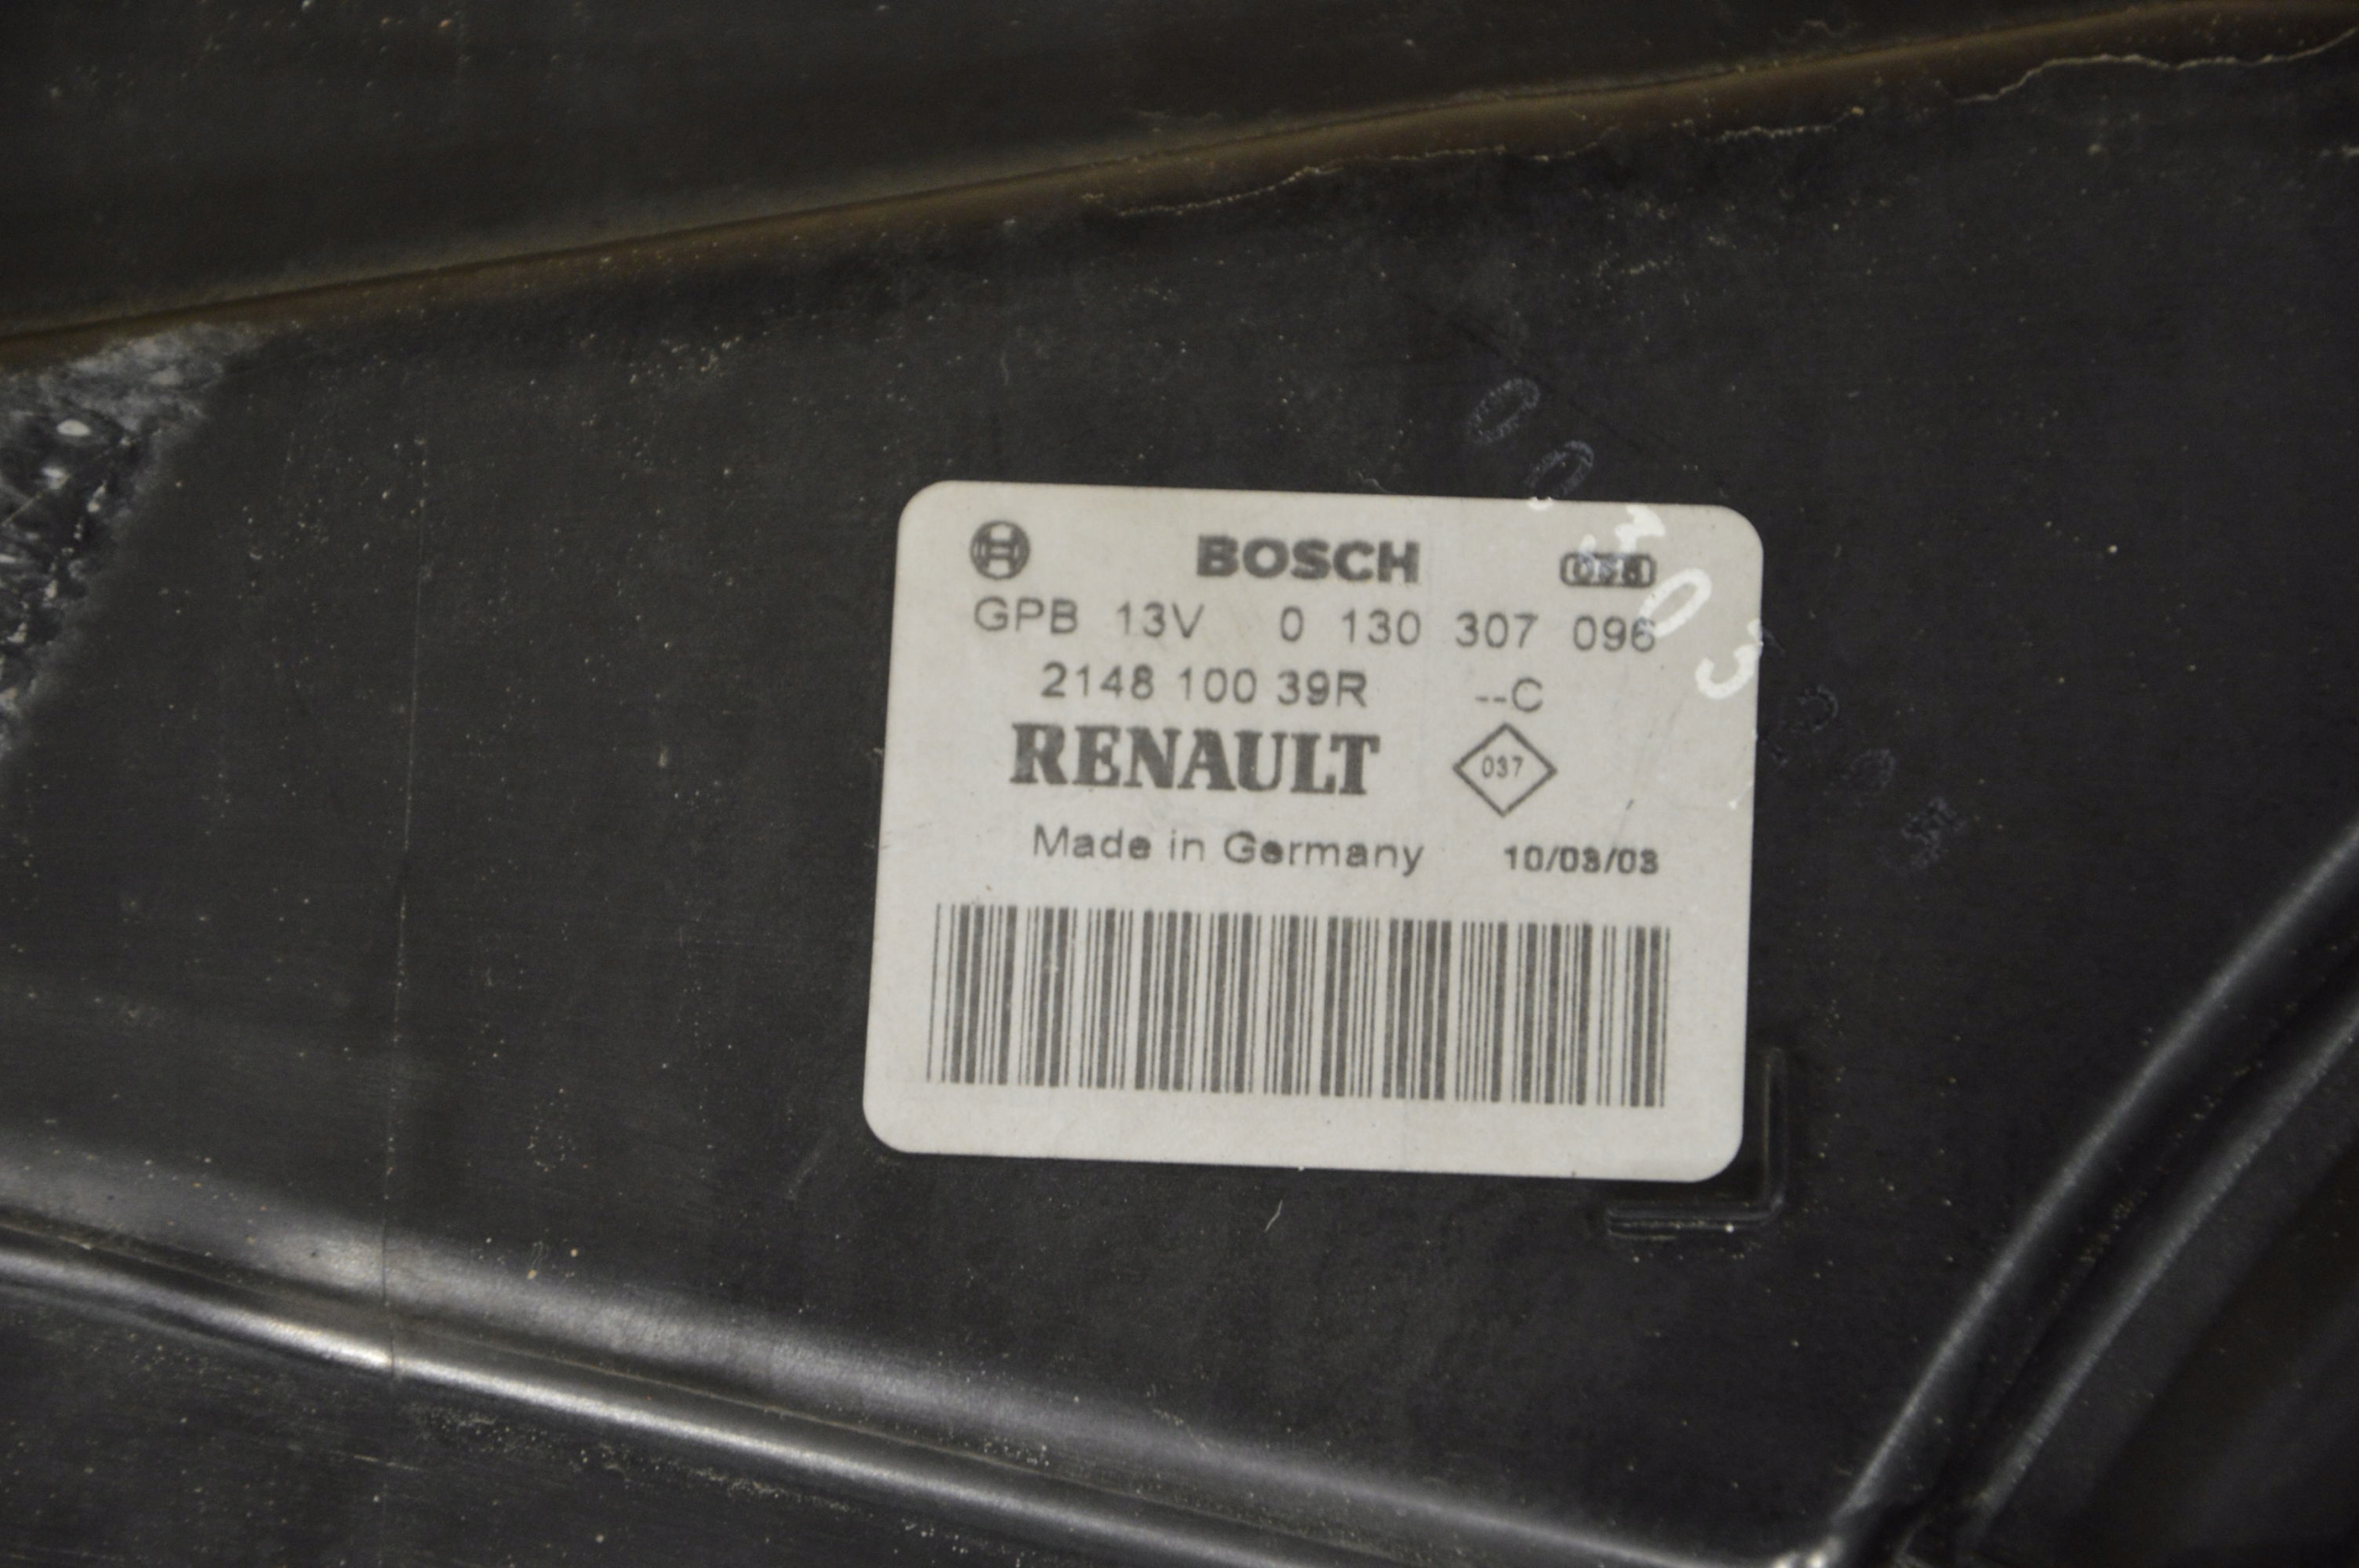 BOSCH
GPB 13V 0 130 307 096
2148 100 39R --C
RENAULT 037
Made in Germany 10/03/03